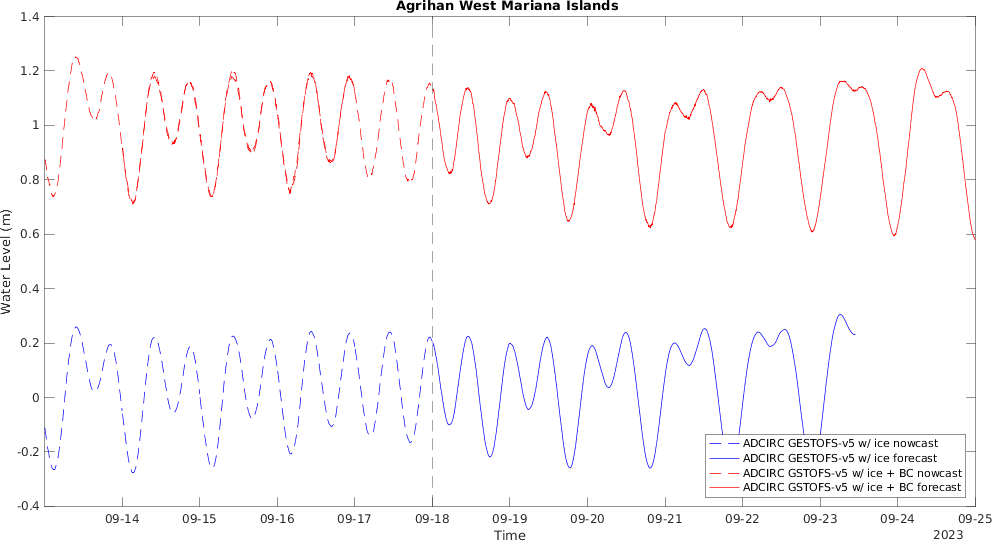 Agrihan West Mariana Islands
1.4
1.2
1
0.8
0.6
0.4
0.2
0
-0.2
-0.4
Water Level (m)
ADCIRC GESTOFS-v5 w/ ice nowcast
ADCIRC GESTOFS-v5 w/ ice forecast
ADCIRC GSTOFS-v5 w/ ice + BC nowcast
ADCIRC GSTOFS-v5 w/ ice + BC forecast
09-14 09-15 09-16 09-17 09-18 09-19 09-20 09-21 09-22 09-23 09-24 09-25
Time
2023